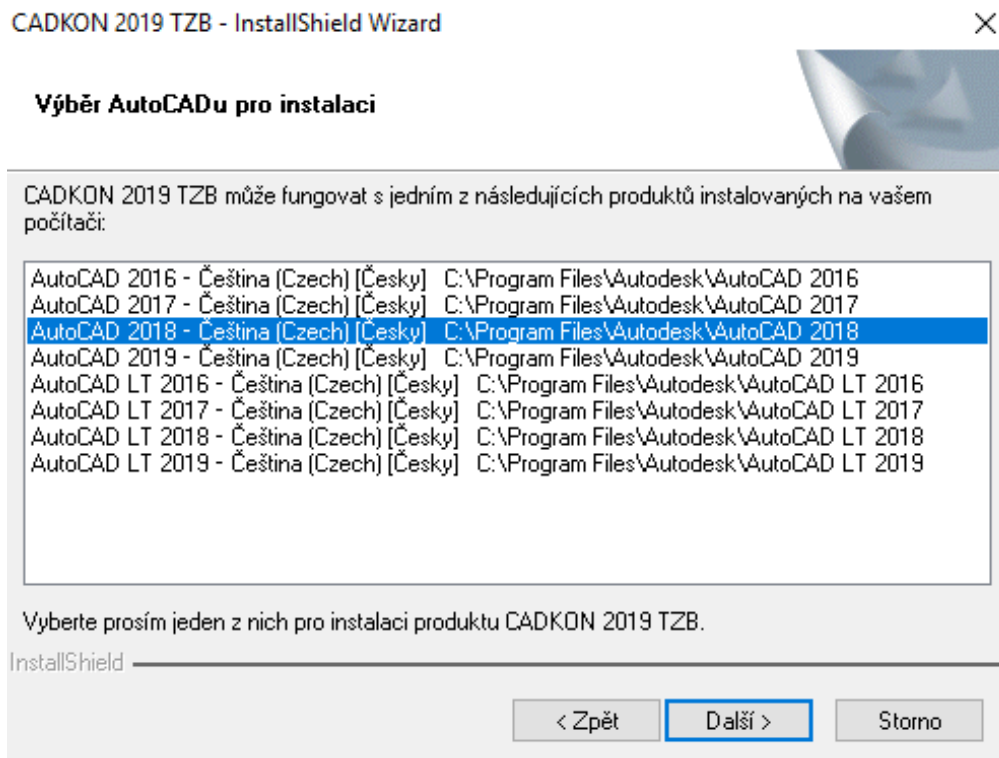 CADKON 2019 TZB - InstallShield Wizard
Výběr AutoCADu pro instalaci
CADKON 2019 TZB může fungovat s jedním z následujících produktů instalovaných na vašem
počítači:
AutoCAD 2016 - Čeština (Czech) [Česky] C:\Program Files\Autodesk\AutoCAD 2016
AutoCAD 2017 - Čeština (Czech) [Česky] C:\Program Files\Autodesk\AutoCAD 2017
AutoCAD 2018 - Čeština (Czech) [Česky] C:\Program Files\Autodesk\AutoCAD 2018
AutoCAD 2019 - Čeština (Czech) [Česky] C:\Program Files\Autodesk\AutoCAD 2019
AutoCAD LT 2016 - Čeština (Czech) [Česky] C:\Program Files\Autodesk\AutoCAD LT 2016
AutoCAD LT 2017 - Čeština (Czech) [Česky] C:\Program Files\Autodesk\AutoCAD LT 2017
AutoCAD LT 2018 - Čeština (Czech) [Česky] C:\Program Files\Autodesk\AutoCAD LT 2018
AutoCAD LT 2019 - Čeština (Czech) [Česky] C:\Program Files\Autodesk\AutoCAD LT 2019
Vyberte prosím jeden z nich pro instalaci produktu CADKON 2019 TZB.
InstallShield
< Zpět Další > Storno